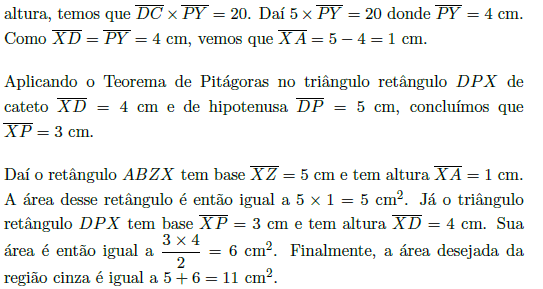 altura, temos que $\overline{DC} \times \overline{PY} = 20$. Daí $5 \times \overline{PY} = 20$ donde $\overline{PY} = 4$ cm.
Como $\overline{XD} = \overline{PY} = 4$ cm, vemos que $\overline{XA} = 5 - 4 = 1$ cm.
Aplicando o Teorema de Pitágoras no triângulo retângulo $DPX$ de
cateto $\overline{XD} = 4$ cm e de hipotenusa $\overline{DP} = 5$ cm, concluímos que
$\overline{XP} = 3$ cm.
Daí o retângulo $ABZX$ tem base $\overline{XZ} = 5$ cm e tem altura $\overline{XA} = 1$ cm.
A área desse retângulo é então igual a $5 \times 1 = 5$ cm$^2$. Já o triângulo
retângulo $DPX$ tem base $\overline{XP} = 3$ cm e tem altura $\overline{XD} = 4$ cm. Sua
área é então igual a $\dfrac{3 \times 4}{2} = 6$ cm$^2$. Finalmente, a área desejada da
região cinza é igual a $5 + 6 = 11$ cm$^2$.